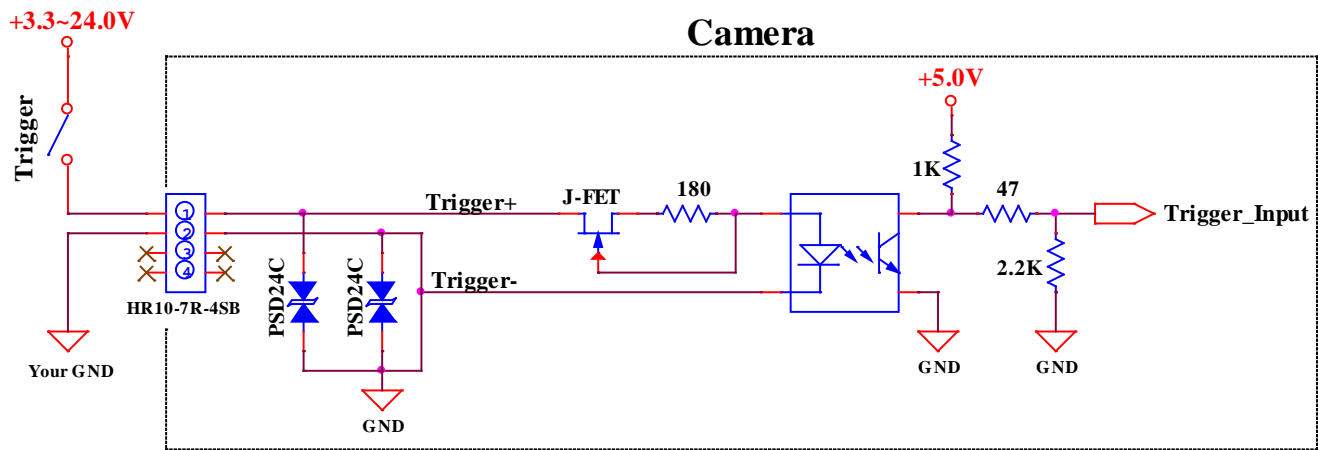 Camera
+3.3~24.0V
Trigger
+5.0V
1K
J-FET
180
47
Trigger+
Trigger_Input
1
2
3
4
2.2K
Trigger-
PSD24C
PSD24C
HR10-7R-4SB
Your GND
GND
GND
GND